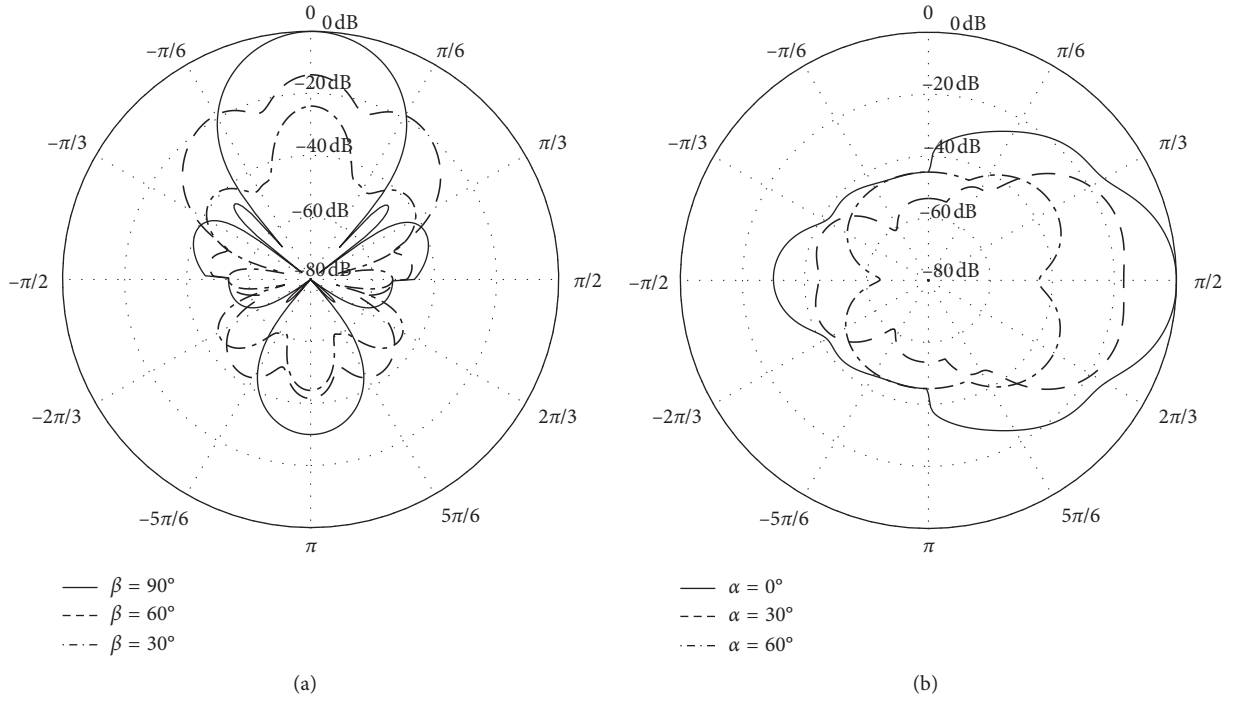 0
0 dB
–π/6
π/6
–20 dB
–π/3
π/3
–40 dB
–60 dB
–π/2
–80 dB
π/2
–2π/3
2π/3
–5π/6
5π/6
π
β = 90°
β = 60°
β = 30°
(a)
0
0 dB
–π/6
π/6
–20 dB
–π/3
π/3
–40 dB
–60 dB
–π/2
–80 dB
π/2
–2π/3
2π/3
–5π/6
5π/6
π
α = 0°
α = 30°
α = 60°
(b)